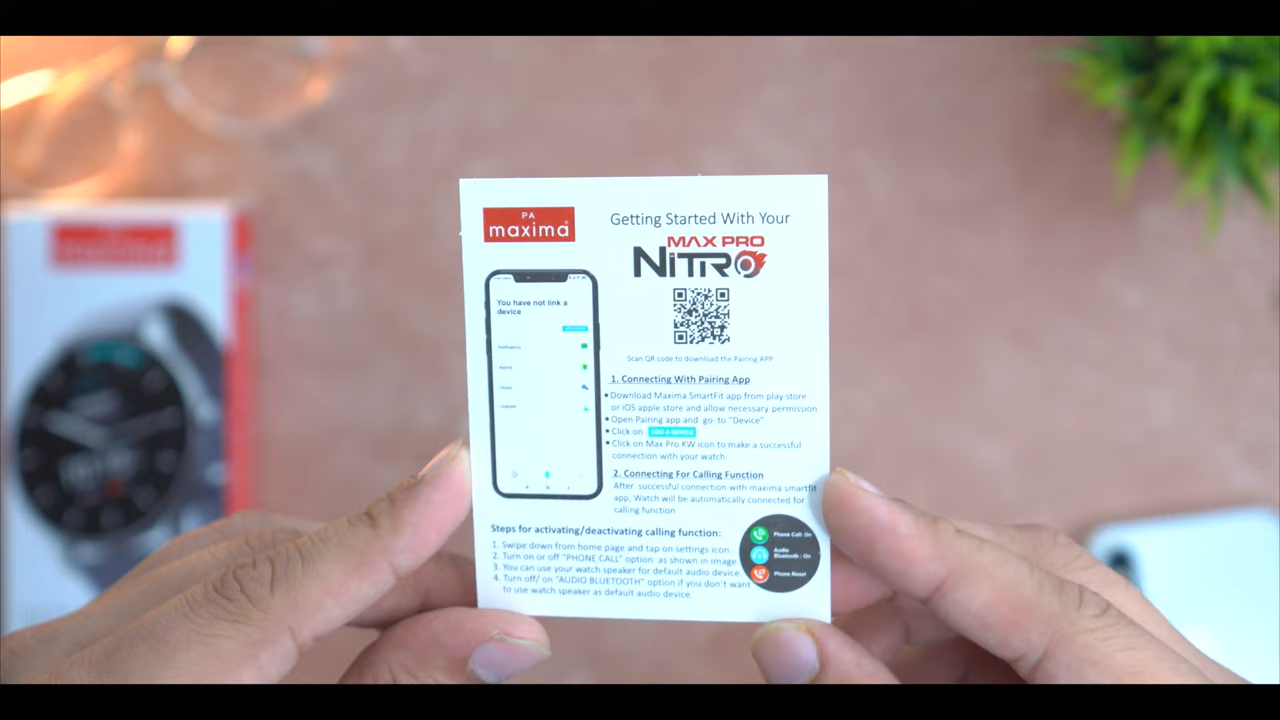 PA
maxima
Getting Started With Your
MAX PRO
NiTRO
You have not link a
device
Notifications
Alarms
Others
Upgrade
Scan QR code to download the Pairing APP
1. Connecting With Pairing App
• Download Maxima SmartFit app from play store
or iOS apple store and allow necessary permission.
• Open Pairing app and go to "Device"
• Click on ADD A DEVICE
• Click on Max Pro KW icon to make a successful
connection with your watch.
2. Connecting For Calling Function
After successful connection with maxima smartfit
app, Watch will be automatically connected for
calling function
Steps for activating/deactivating calling function:
1. Swipe down from home page and tap on settings icon.
2. Turn on or off "PHONE CALL" option as shown in image
3. You can use your watch speaker for default audio device.
4. Turn off/ on "AUDIO BLUETOOTH" option if you don't want
to use watch speaker as default audio device.
Phone Call: On
Audio
Bluetooth : On
Phone Reset
PA
maxima